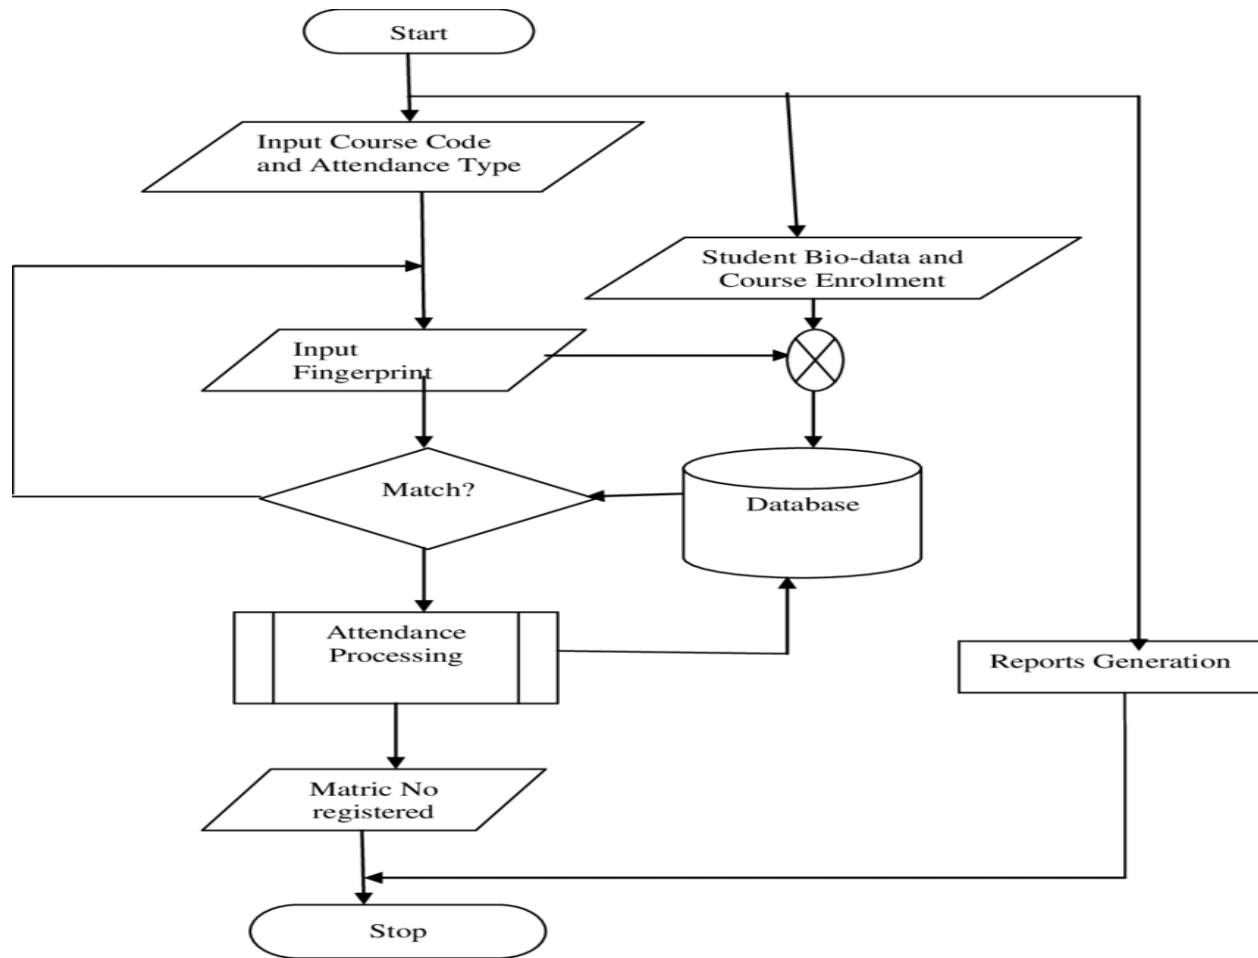 Start
Input Course Code
and Attendance Type
Student Bio-data and
Course Enrolment
Input
Fingerprint
Match?
Database
Attendance
Processing
Reports Generation
Matric No
registered
Stop